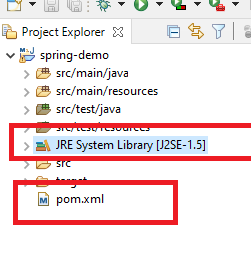 Project Explorer
spring-demo
src/main/java
src/main/resources
src/test/java
src/test/resources
JRE System Library [J2SE-1.5]
src
target
pom.xml